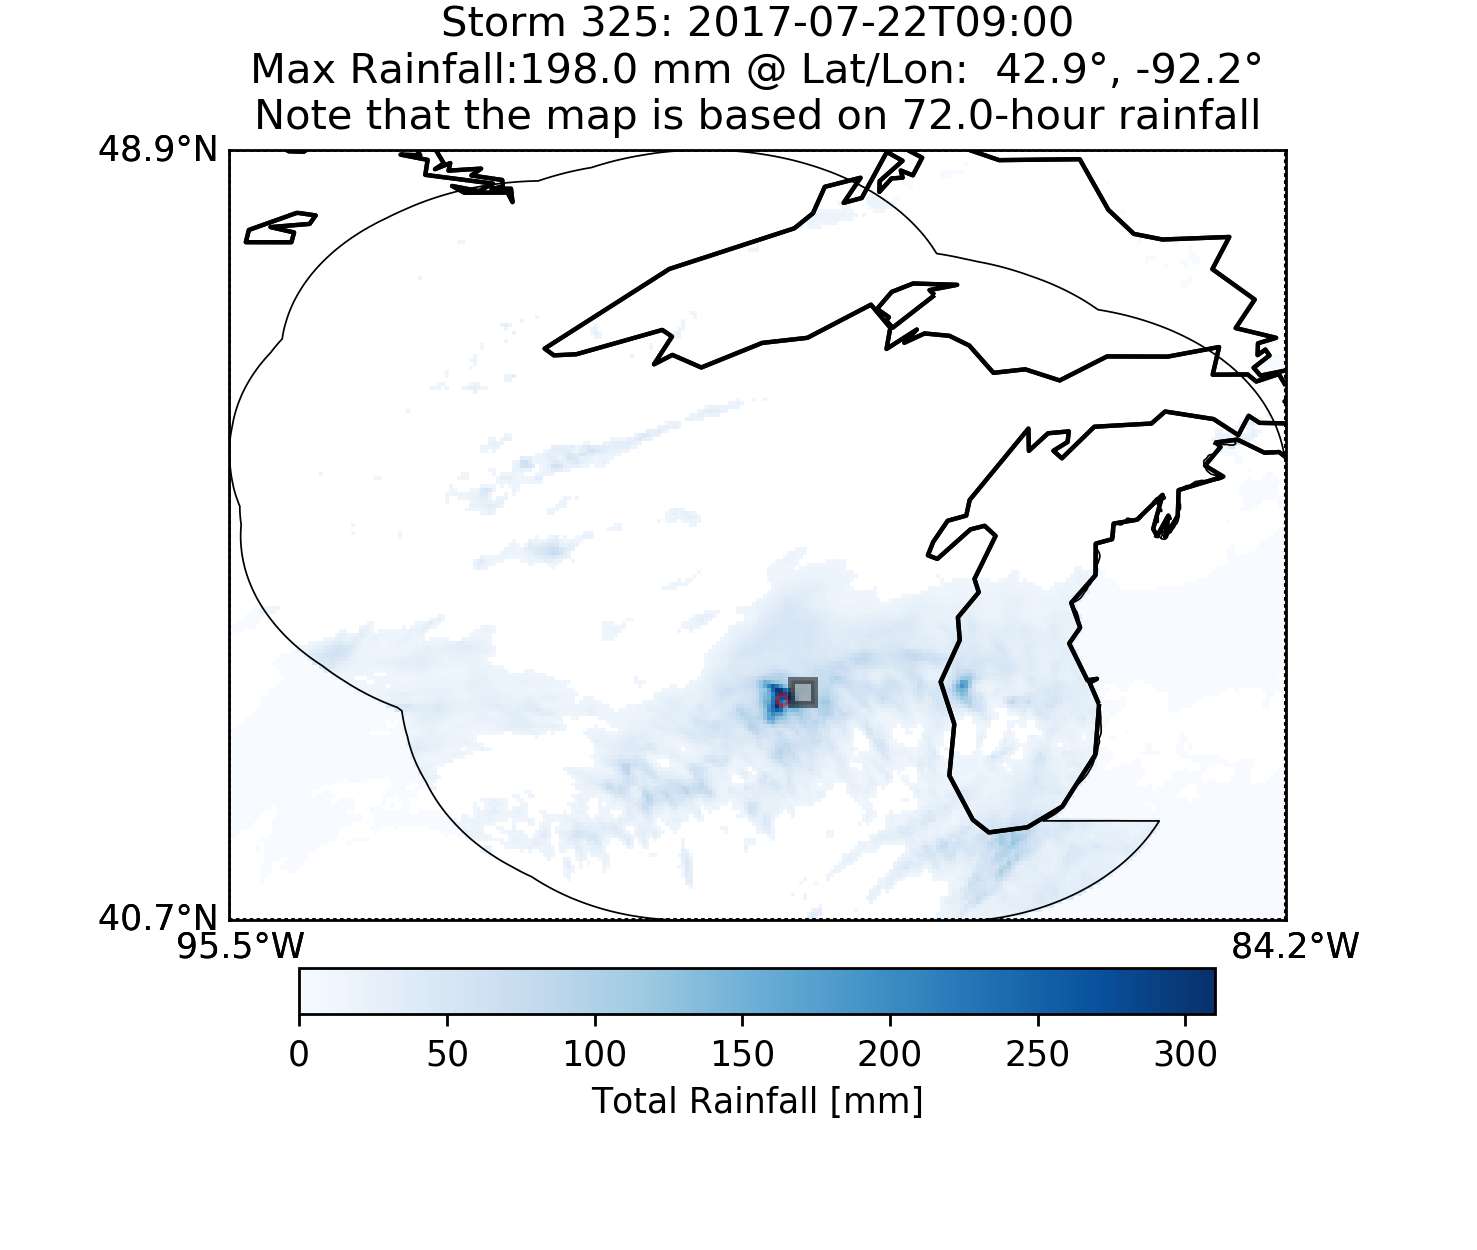 Storm 325: 2017-07-22T09:00
Max Rainfall:198.0 mm @ Lat/Lon:  42.9°, -92.2°
Note that the map is based on 72.0-hour rainfall
48.9°N
40.7°N
95.5°W 84.2°W
0 50 100 150 200 250 300
Total Rainfall [mm]